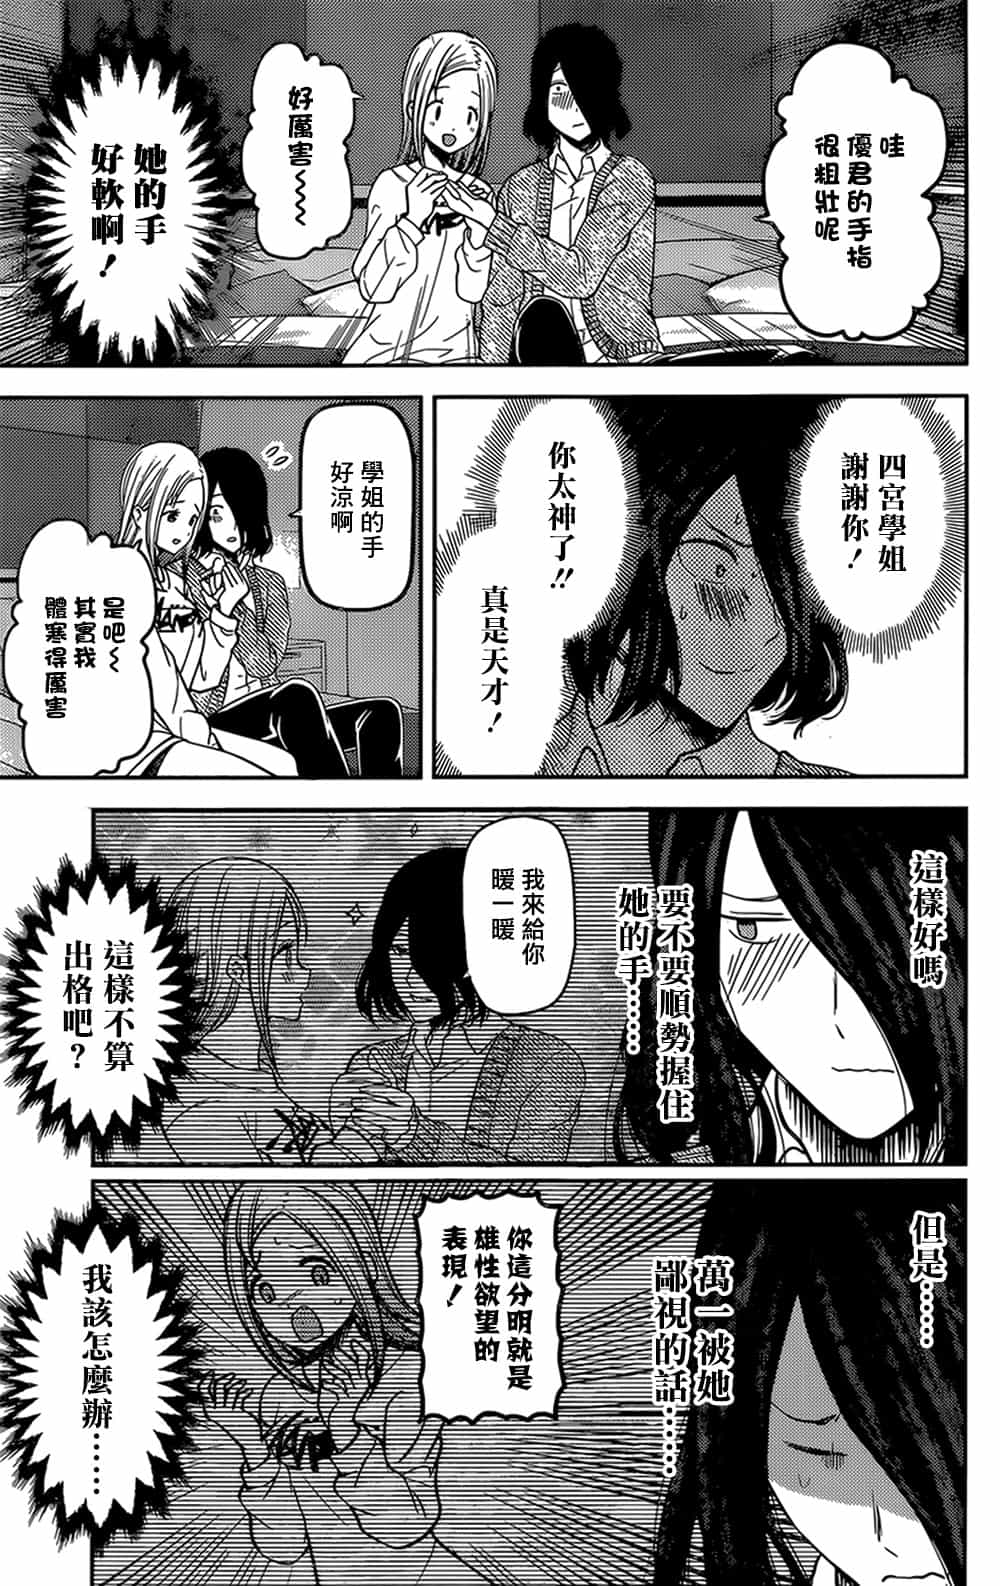 哇
優君的手指
很粗壯呢
好厲害～
她的手
好軟啊！
四宮學姐
謝謝你！
你太神了!!
真是天才！
學姐的手
好涼啊
是吧～
其實我
體寒得厲害
這樣好嗎
要不要順勢握住
她的手……
我來給你
暖一暖
這樣不算
出格吧？
但是……
萬一被她
鄙視的話……
你這分明就是
雄性欲望的
表現！
我該怎麼辦……